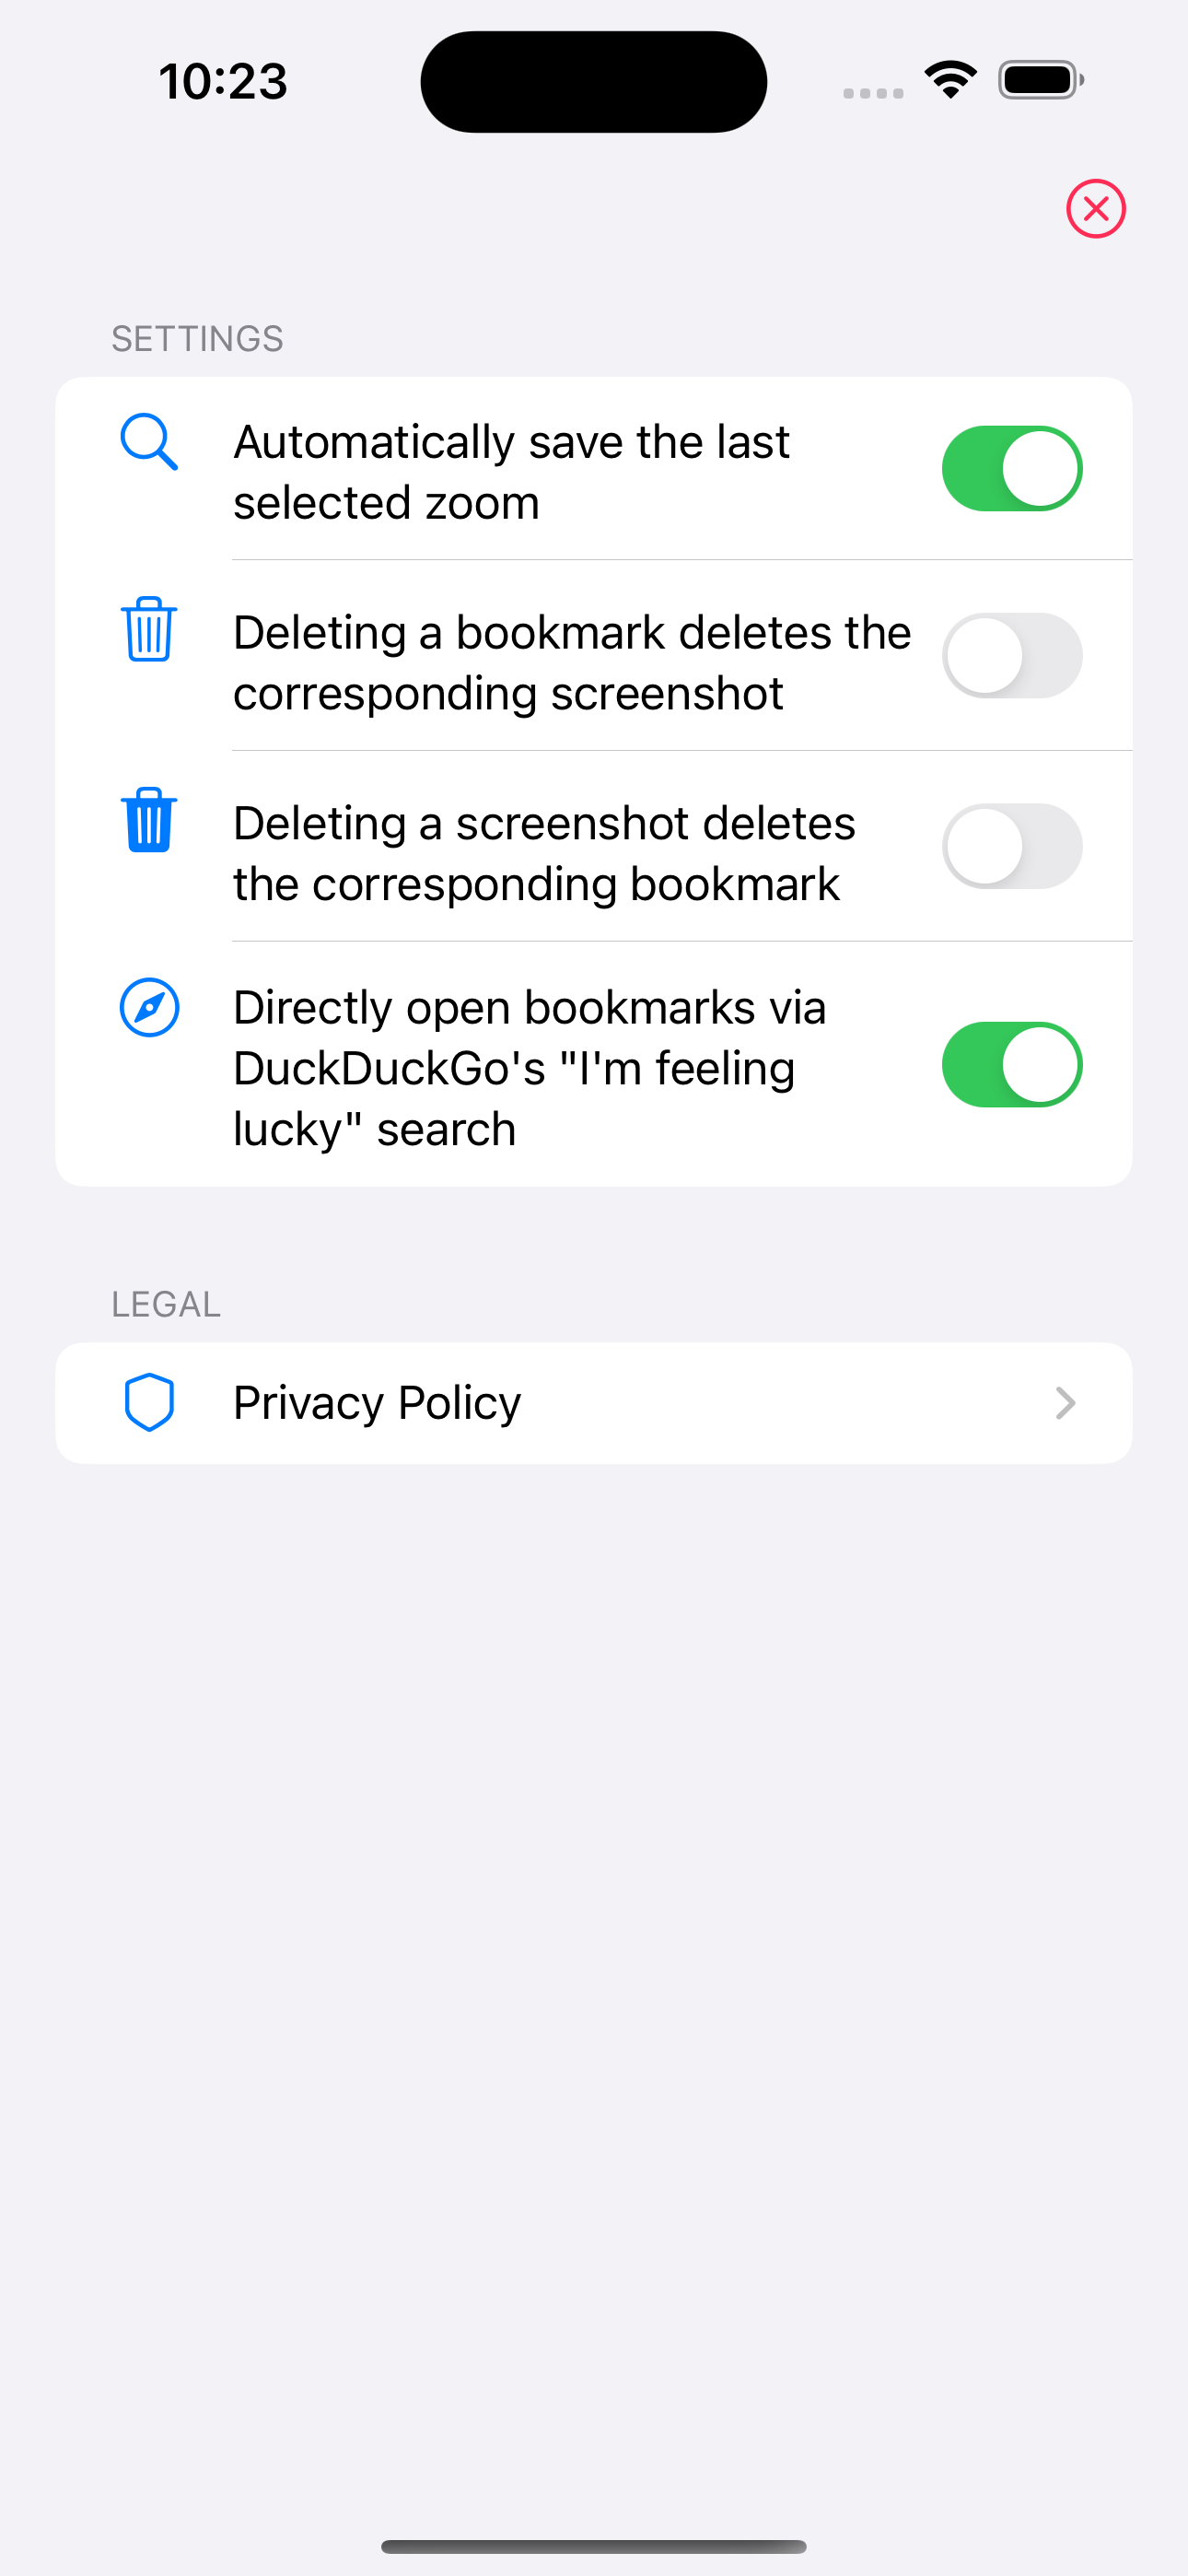 10:23
SETTINGS
Automatically save the last
selected zoom
Deleting a bookmark deletes the
corresponding screenshot
Deleting a screenshot deletes
the corresponding bookmark
Directly open bookmarks via
DuckDuckGo's "I'm feeling
lucky" search
LEGAL
Privacy Policy